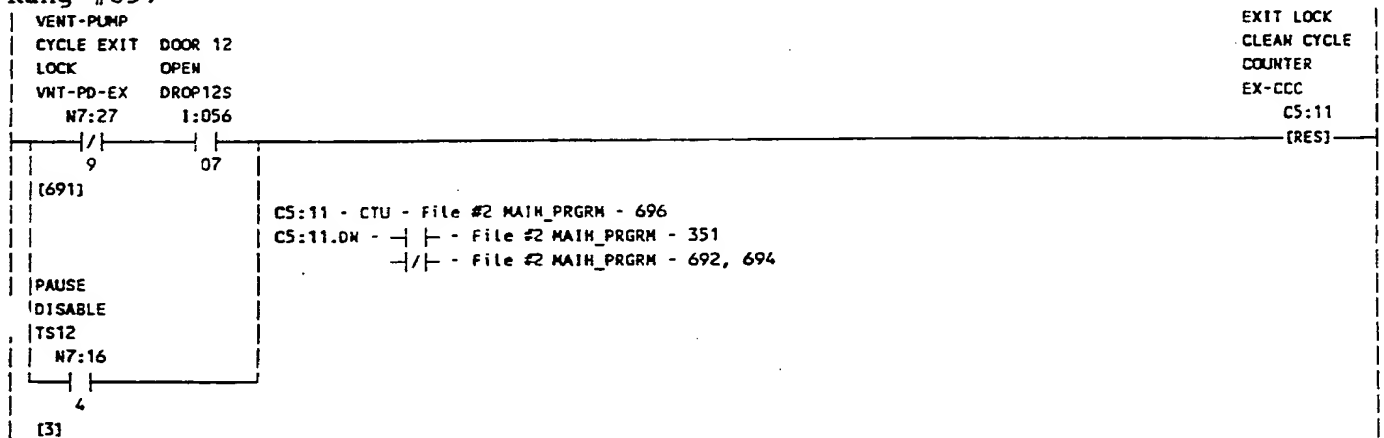 VENT-PUMP EXIT LOCK
CYCLE EXIT DOOR 12 CLEAN CYCLE
LOCK OPEN COUNTER
VNT-PD-EX DROP12S EX-CCC
N7:27 I:056 C5:11
[RES]
9 07
[691]
C5:11 - CTU - File #2 MAIN_PRGRM - 696
C5:11.DN - ┤ ├ - File #2 MAIN_PRGRM - 351
┤/├ - File #2 MAIN_PRGRM - 692, 694
PAUSE
DISABLE
TS12
N7:16
4
[3]